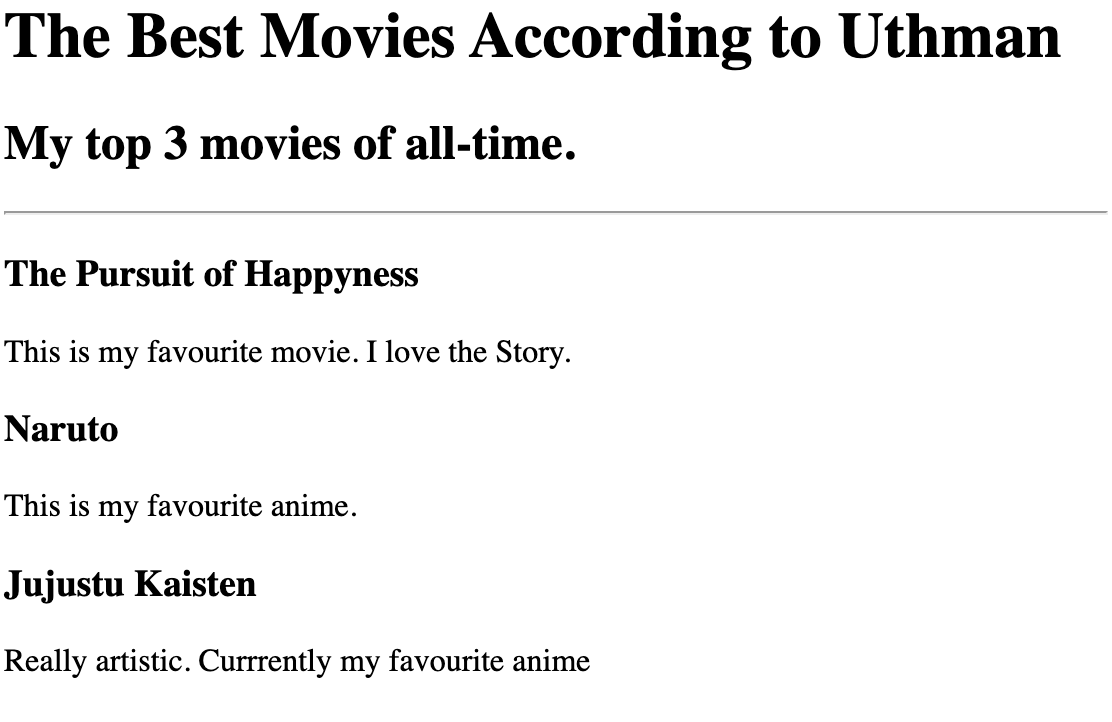 The Best Movies According to Uthman
My top 3 movies of all-time.
The Pursuit of Happyness
This is my favourite movie. I love the Story.
Naruto
This is my favourite anime.
Jujustu Kaisten
Really artistic. Currrently my favourite anime